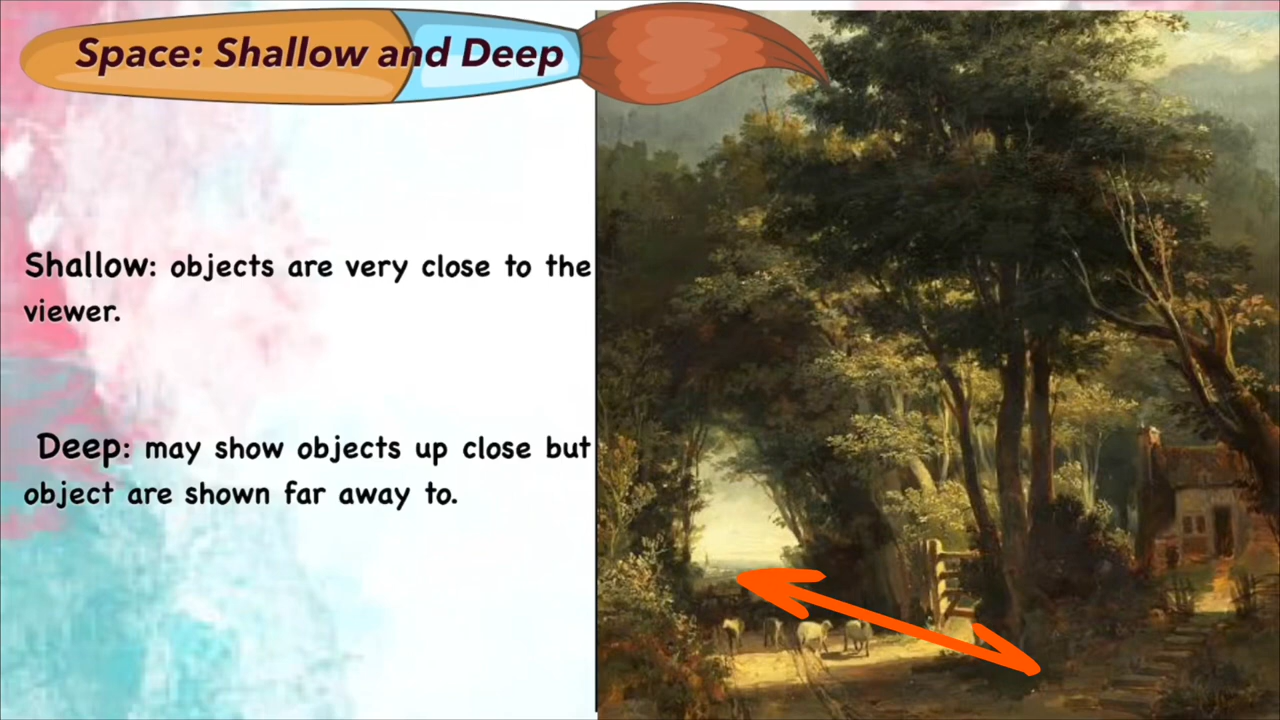 Space: Shallow and Deep
Shallow: objects are very close to the
viewer.
Deep: may show objects up close but
object are shown far away to.